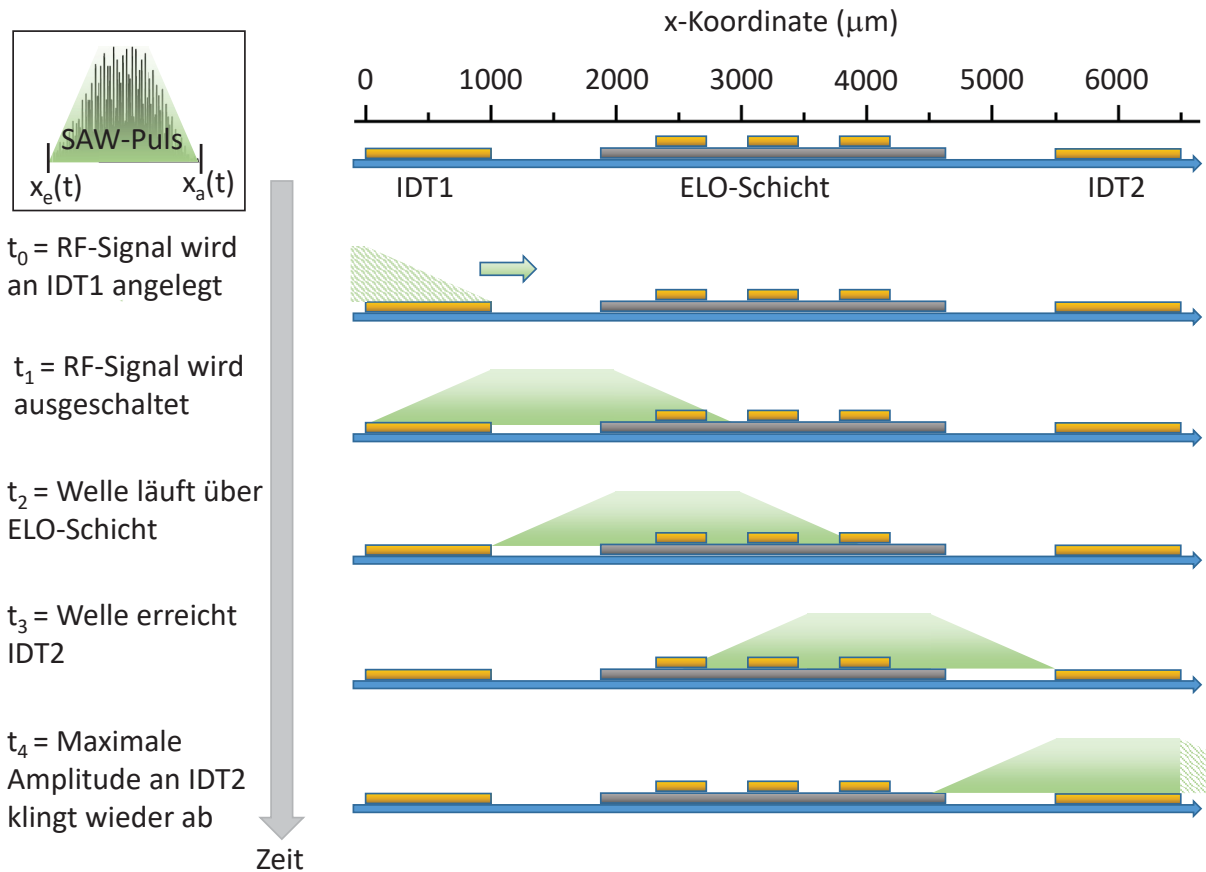 x-Koordinate (μm)
0 1000 2000 3000 4000 5000 6000
SAW-Puls
xₑ(t) xₐ(t)
IDT1 ELO-Schicht IDT2
t₀ = RF-Signal wird
an IDT1 angelegt
t₁ = RF-Signal wird
ausgeschaltet
t₂ = Welle läuft über
ELO-Schicht
t₃ = Welle erreicht
IDT2
t₄ = Maximale
Amplitude an IDT2
klingt wieder ab
Zeit